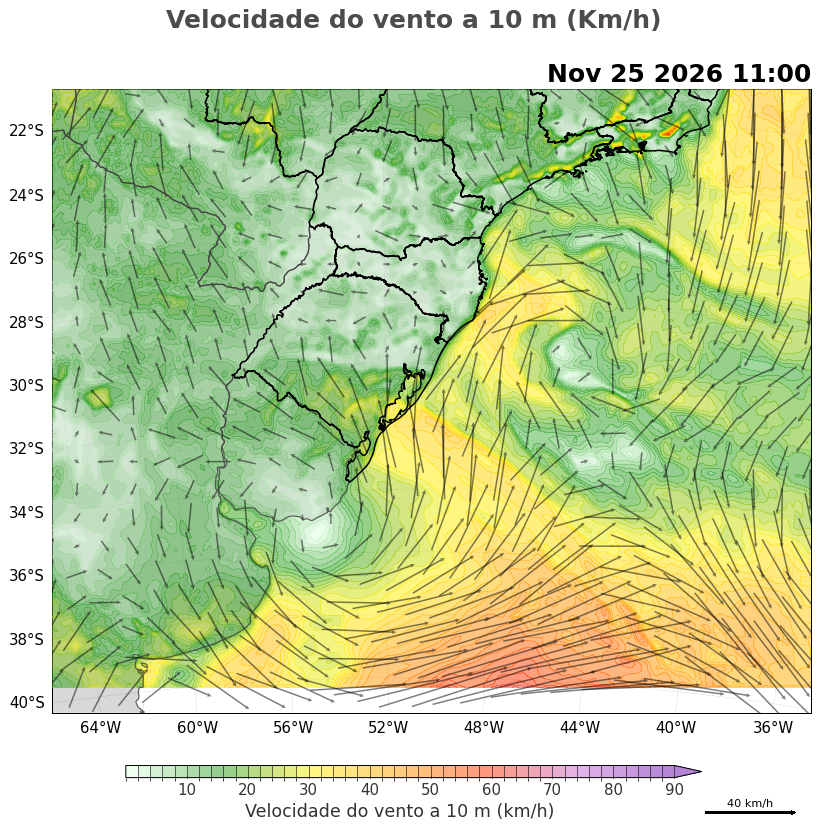 Velocidade do vento a 10 m (Km/h)
Nov 25 2026 11:00
22°S
24°S
26°S
28°S
30°S
32°S
34°S
36°S
38°S
40°S
64°W 60°W 56°W 52°W 48°W 44°W 40°W 36°W
10 20 30 40 50 60 70 80 90
Velocidade do vento a 10 m (km/h)
40 km/h